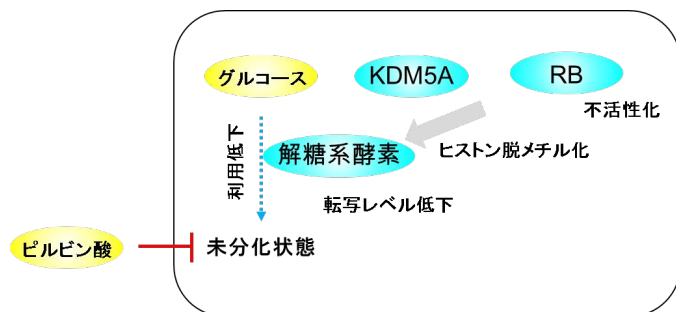 グルコース
KDM5A
RB
不活性化
利用低下
解糖系酵素
ヒストン脱メチル化
転写レベル低下
ピルビン酸
未分化状態